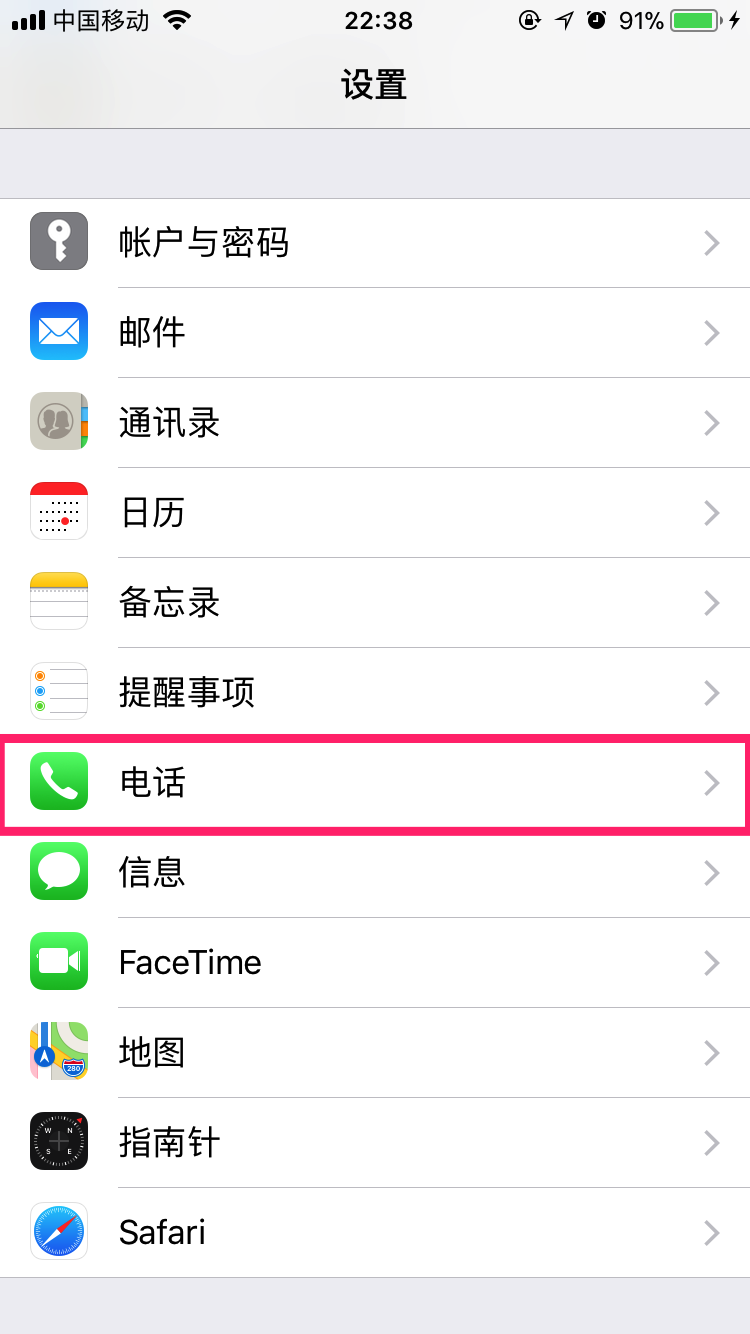 中国移动 22:38 91%
设置
帐户与密码
邮件
通讯录
日历
备忘录
提醒事项
电话
信息
FaceTime
280
地图
W N
S E
指南针
Safari